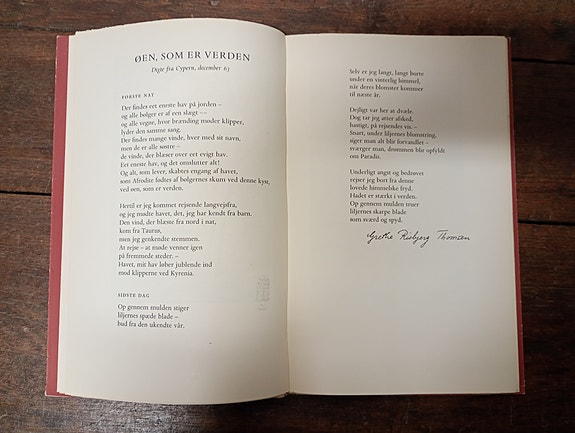 ØEN, SOM ER VERDEN
Digte fra Cypern, december 63
FØRSTE NAT
Der findes eet eneste hav på jorden –
og alle bølger er af een slægt – –
og alle vegne, hvor brænding moder klipper,
lyder den samme sang.
Der findes mange vinde, hver med sit navn,
men de er alle søstre –
de vinde, der blæser over eet evigt hav.
Eet eneste hav, og det omslutter alt!
Og alt, som lever, skabtes engang af havet,
som Afrodite fødtes af bølgernes skum ved denne kyst,
ved øen, som er verden.
Hertil er jeg kommet rejsende langvejsfra,
og jeg mødte havet, det, jeg har kendt fra barn.
Den vind, der blæste fra nord i nat,
kom fra Taurus,
men jeg genkendte stemmen.
At rejse – at møde venner igen
på fremmede steder. –
Havet, mit hav løber jublende ind
mod klipperne ved Kyrenia.
SIDSTE DAG
Op gennem mulden stiger
liljernes spæde blade –
bud fra den ukendte vår.
Selv er jeg langt, langt borte
under en vinterlig himmel,
når deres blomster kommer
til næste år.
Dejligt var her at dvæle.
Dog tar jeg atter afsked,
hastigt, på rejsendes vis. –
Snart, under liljernes blomstring,
siger man alt blir forvandlet –
sværger man, drømmen blir opfyldt
om Paradis.
Underligt angst og bedrøvet
rejser jeg bort fra denne
lovede himmelske fryd.
Hadet er stærkt i verden.
Op gennem mulden truer
liljernes skarpe blade
som sværd og spyd.
Grethe Risbjerg Thomsen